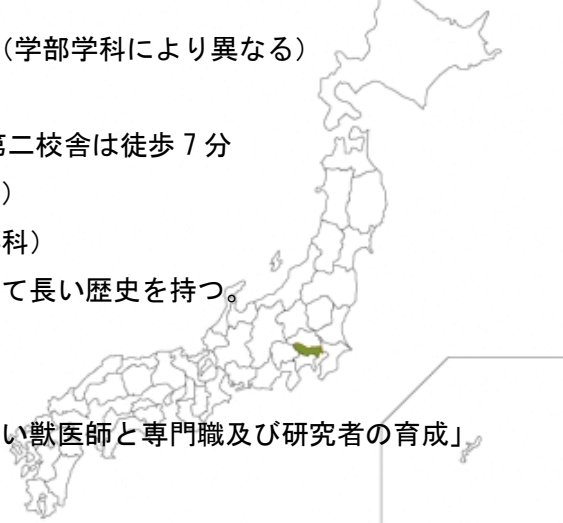 （学部学科により異なる）
第二校舎は徒歩 7 分
）
科）
て長い歴史を持つ。
い獣医師と専門職及び研究者の育成」